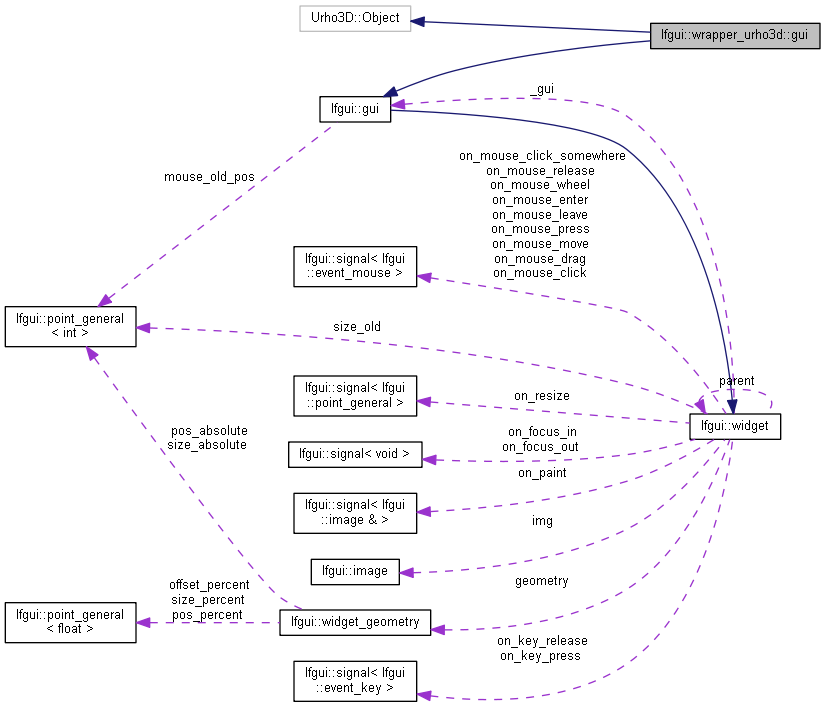 Urho3D::Object
lfgui::wrapper_urho3d::gui
_gui
lfgui::gui
mouse_old_pos
on_mouse_click_somewhere
on_mouse_release
on_mouse_wheel
on_mouse_enter
on_mouse_leave
on_mouse_press
on_mouse_move
on_mouse_drag
on_mouse_click
lfgui::signal< lfgui
::event_mouse >
lfgui::point_general
< int >
size_old
parent
lfgui::signal< lfgui
::point_general >
on_resize
lfgui::widget
pos_absolute
size_absolute
on_focus_in
on_focus_out
lfgui::signal< void >
on_paint
lfgui::signal< lfgui
::image & >
img
lfgui::image
geometry
offset_percent
size_percent
pos_percent
lfgui::point_general
< float >
lfgui::widget_geometry
on_key_release
on_key_press
lfgui::signal< lfgui
::event_key >